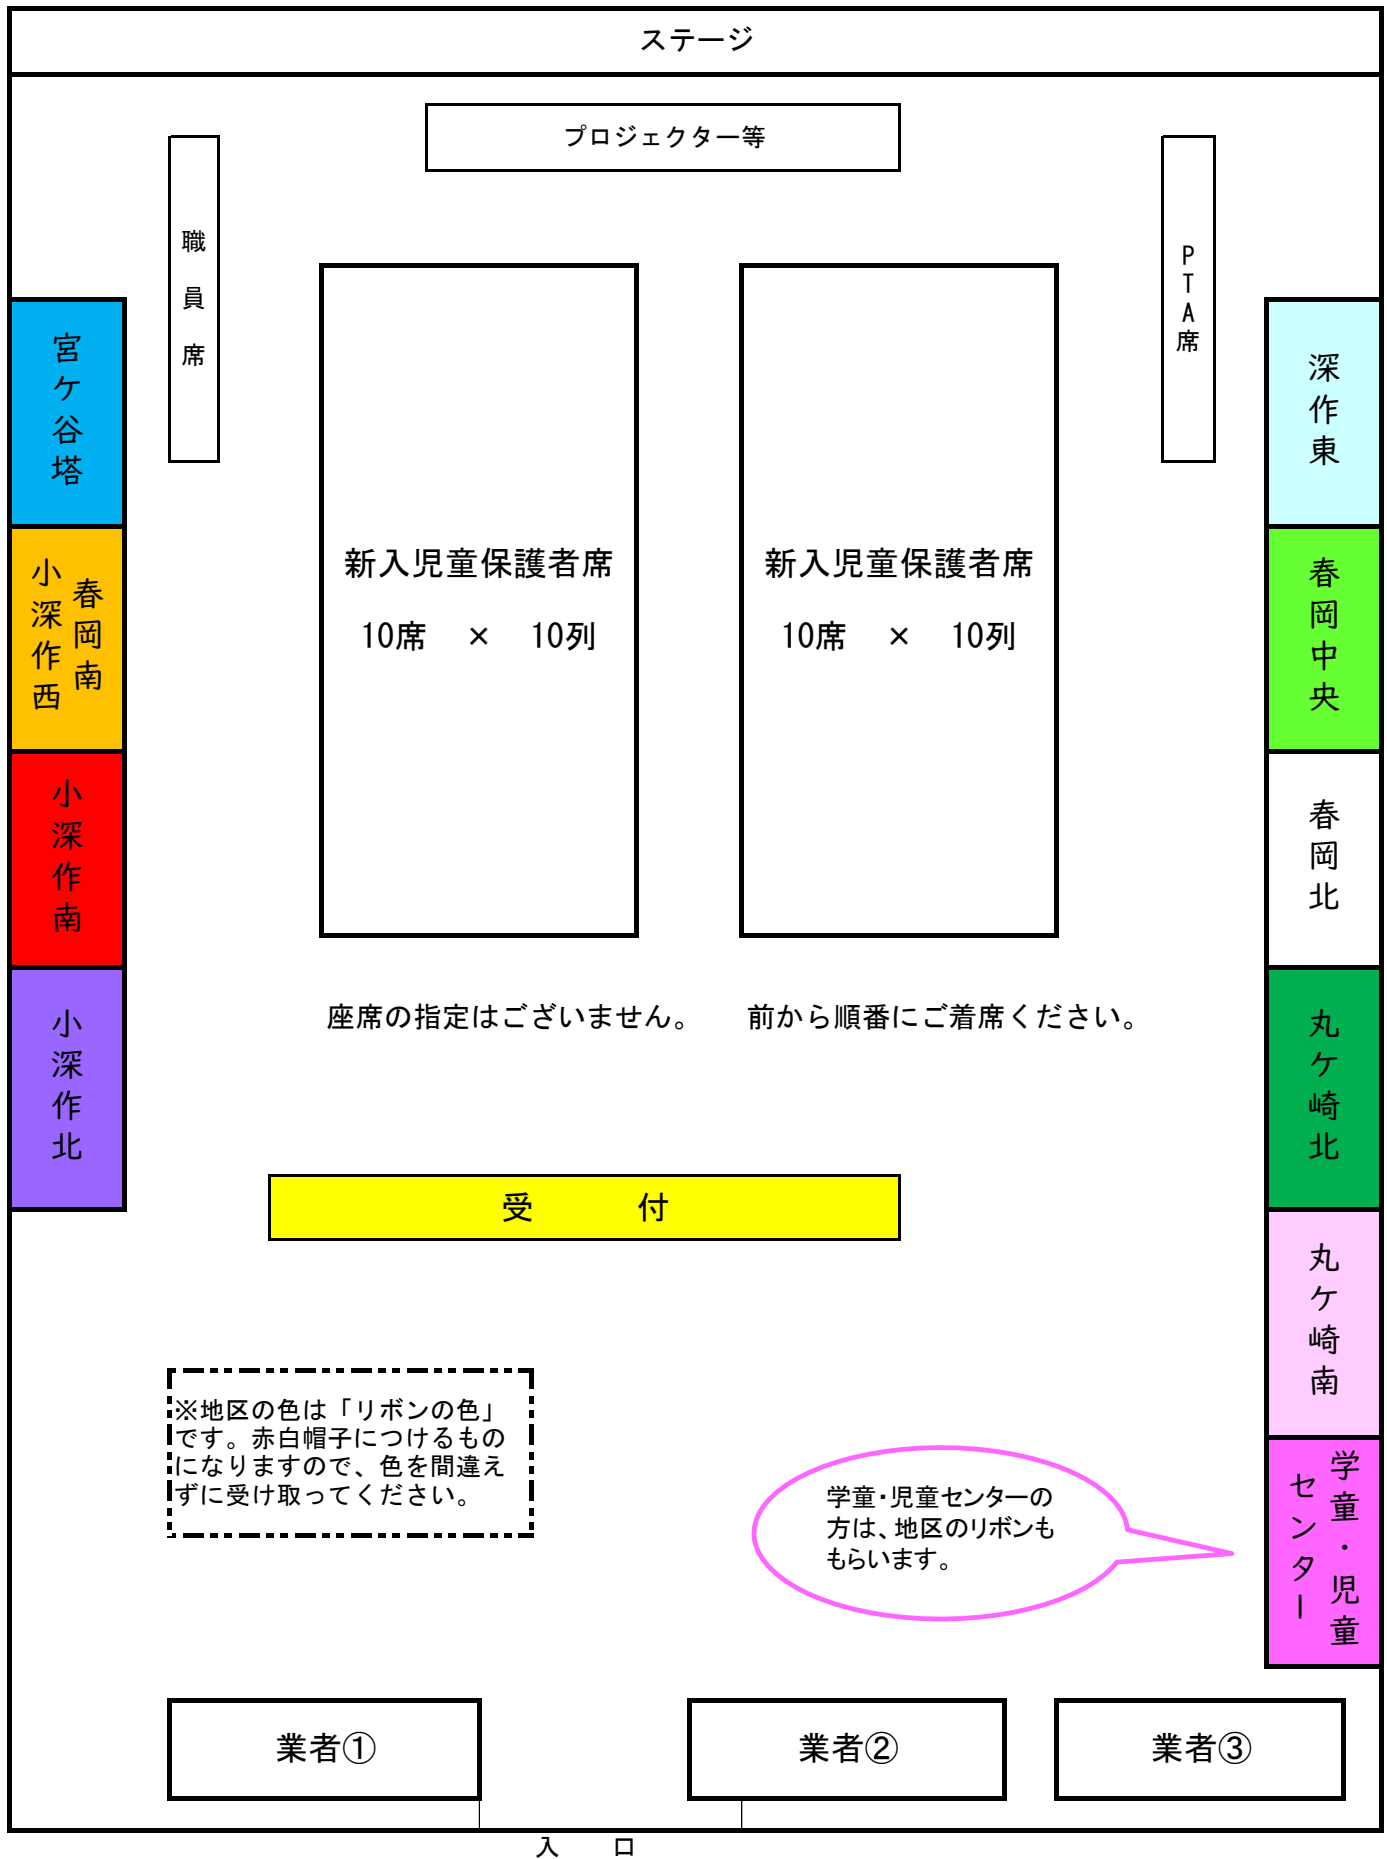 ステージ
プロジェクター等
職員席
PTA席
宮ケ谷塔
春岡南
小深作西
小深作南
小深作北
新入児童保護者席
10席 × 10列
新入児童保護者席
10席 × 10列
深作東
春岡中央
春岡北
丸ケ崎北
丸ケ崎南
学童・児童
センター
座席の指定はございません。 前から順番にご着席ください。
受 付
※地区の色は「リボンの色」
です。赤白帽子につけるもの
になりますので、色を間違え
ずに受け取ってください。
学童・児童センターの
方は、地区のリボンも
もらいます。
業者①
業者②
業者③
入 口